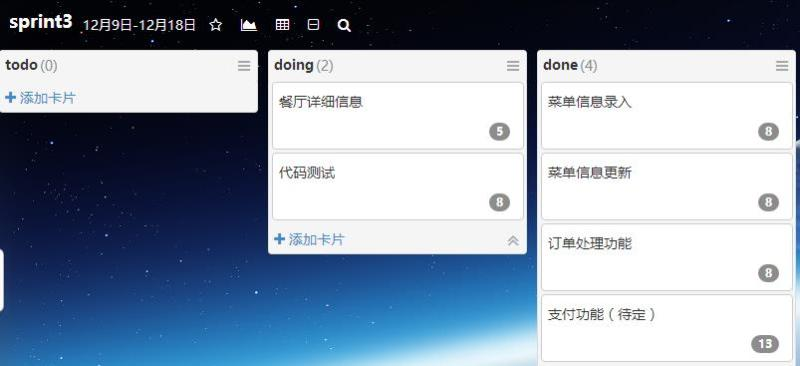 sprint3 12月9日-12月18日
todo (0)
添加卡片
doing (2)
餐厅详细信息
5
代码测试
8
添加卡片
done (4)
菜单信息录入
8
菜单信息更新
8
订单处理功能
8
支付功能（待定）
13